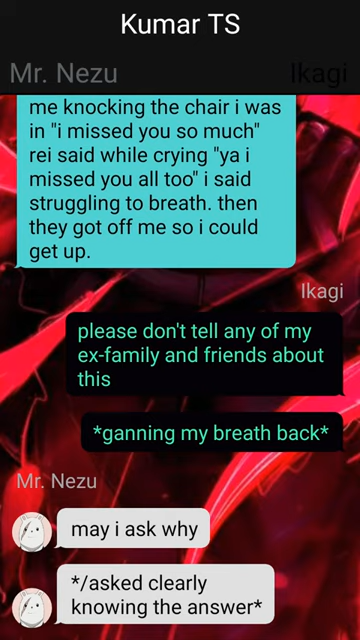 Kumar TS
Mr. Nezu
Ikagi
me knocking the chair i was
in "i missed you so much"
rei said while crying "ya i
missed you all too" i said
struggling to breath. then
they got off me so i could
get up.
Ikagi
please don't tell any of my
ex-family and friends about
this
*ganning my breath back*
Mr. Nezu
may i ask why
*/asked clearly
knowing the answer*